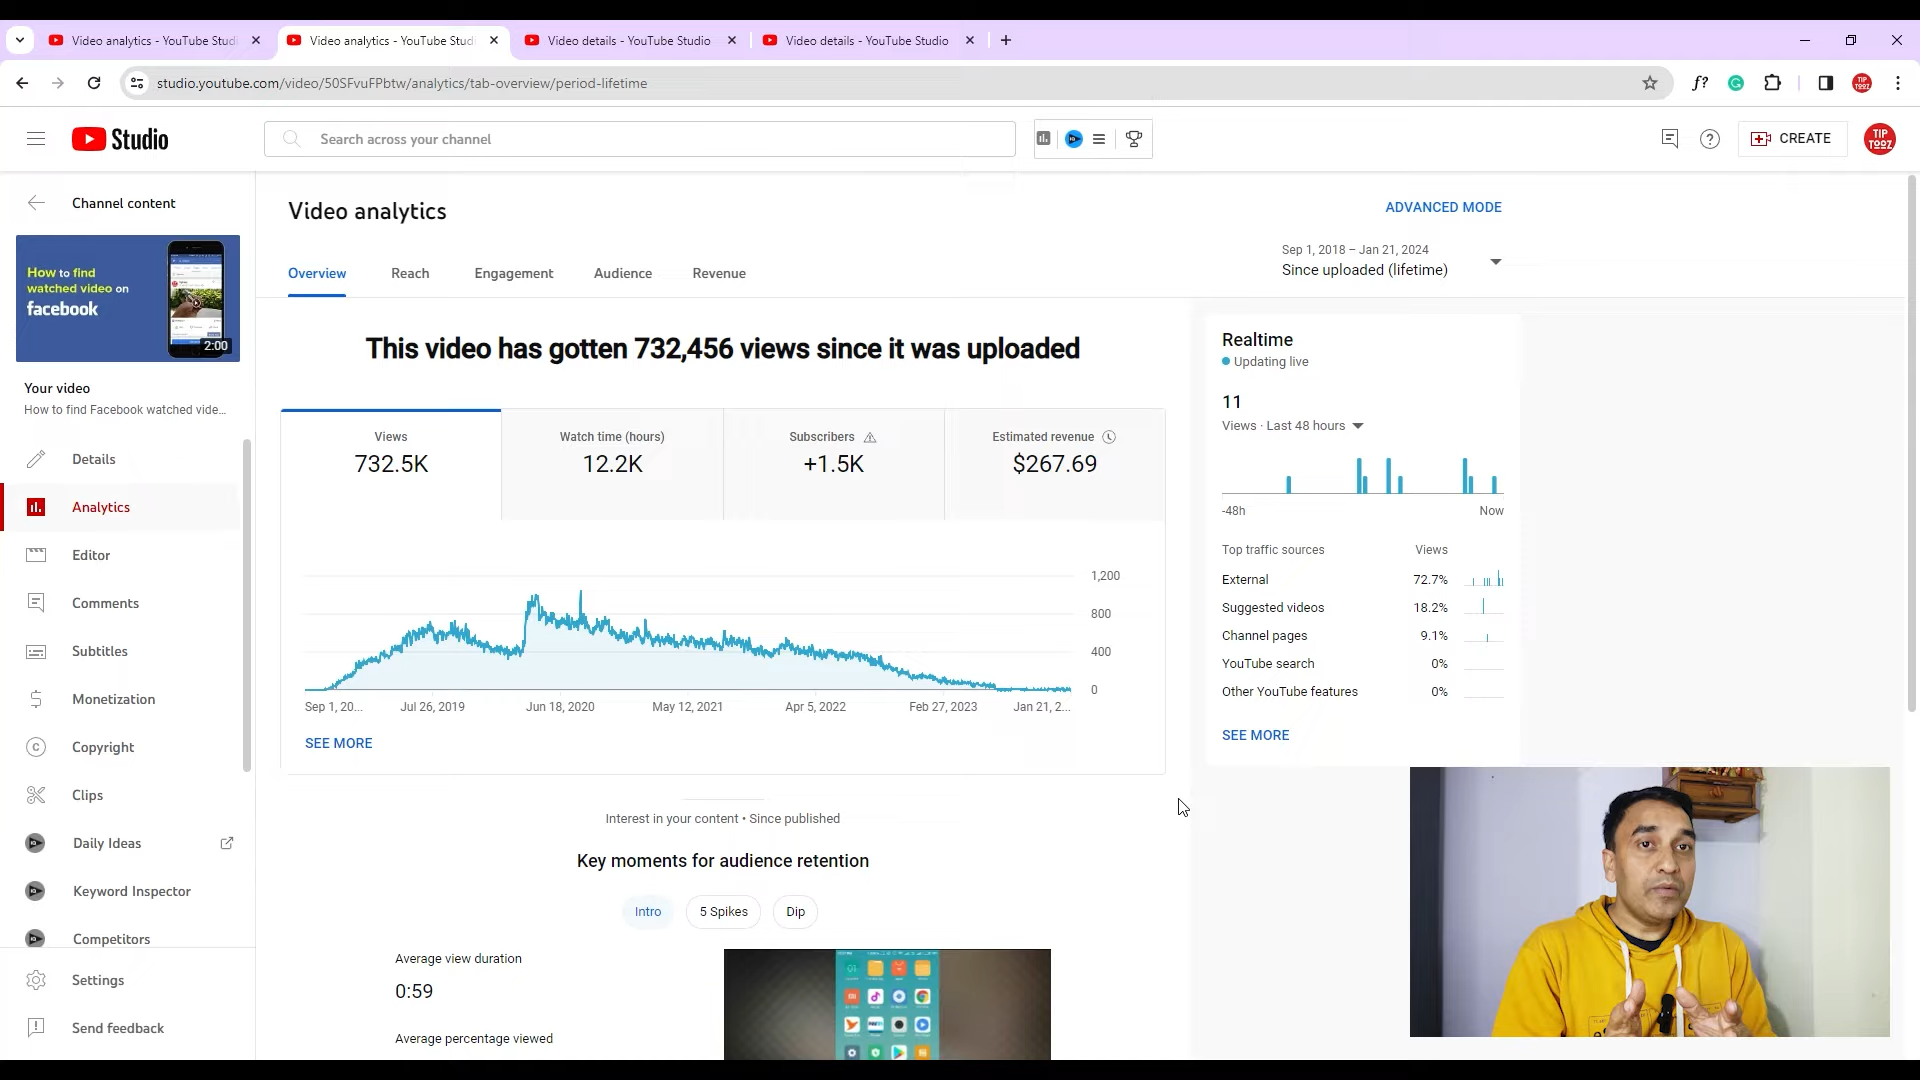 Video analytics - YouTube Studi
Video analytics - YouTube Studi
Video details - YouTube Studio
Video details - YouTube Studio
studio.youtube.com/video/50SFvuFPbtw/analytics/tab-overview/period-lifetime
f?
TIP
TOOZ
Studio
Search across your channel
CREATE
TIP
TOOZ
Channel content
How to find
watched video on
facebook
2:00
Your video
How to find Facebook watched vide...
Details
Analytics
Editor
Comments
Subtitles
Monetization
Copyright
Clips
Daily Ideas
Keyword Inspector
Competitors
Settings
Send feedback
Video analytics
ADVANCED MODE
Sep 1, 2018 – Jan 21, 2024
Since uploaded (lifetime)
Overview Reach Engagement Audience Revenue
This video has gotten 732,456 views since it was uploaded
Views
732.5K
Watch time (hours)
12.2K
Subscribers
+1.5K
Estimated revenue
$267.69
1,200
800
400
0
Sep 1, 20... Jul 26, 2019 Jun 18, 2020 May 12, 2021 Apr 5, 2022 Feb 27, 2023 Jan 21, 2...
SEE MORE
Realtime
Updating live
11
Views · Last 48 hours
-48h Now
Top traffic sources Views
External 72.7%
Suggested videos 18.2%
Channel pages 9.1%
YouTube search 0%
Other YouTube features 0%
SEE MORE
Interest in your content • Since published
Key moments for audience retention
Intro 5 Spikes Dip
Average view duration
0:59
Average percentage viewed